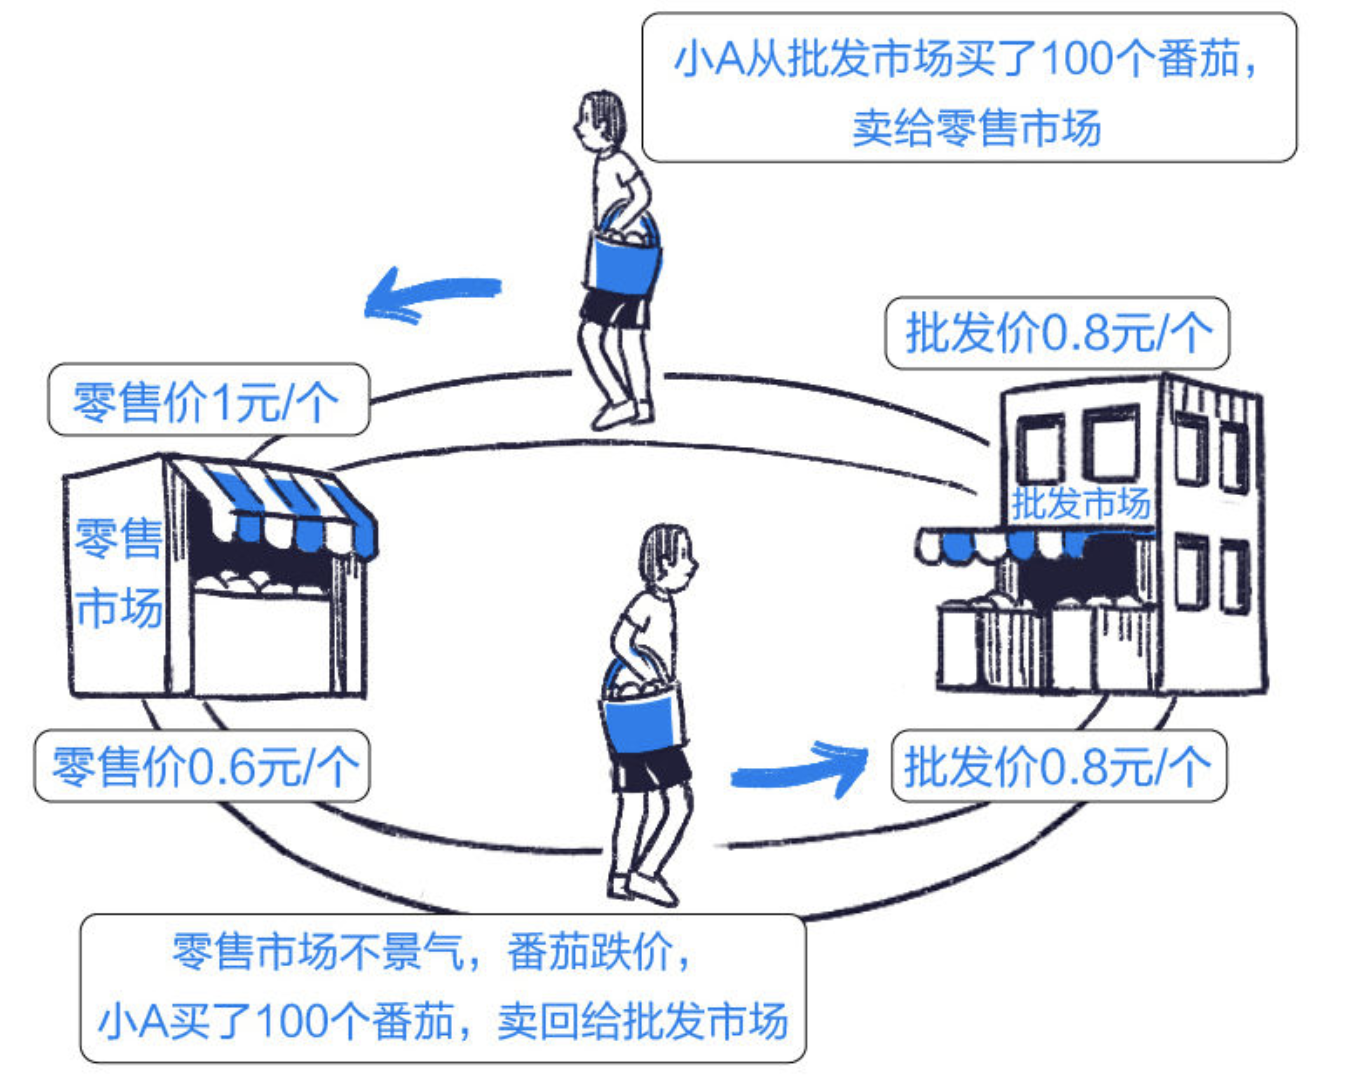 小A从批发市场买了100个番茄，
卖给零售市场
批发价0.8元/个
零售价1元/个
批发市场
零售
市场
零售价0.6元/个
批发价0.8元/个
零售市场不景气，番茄跌价，
小A买了100个番茄，卖回给批发市场